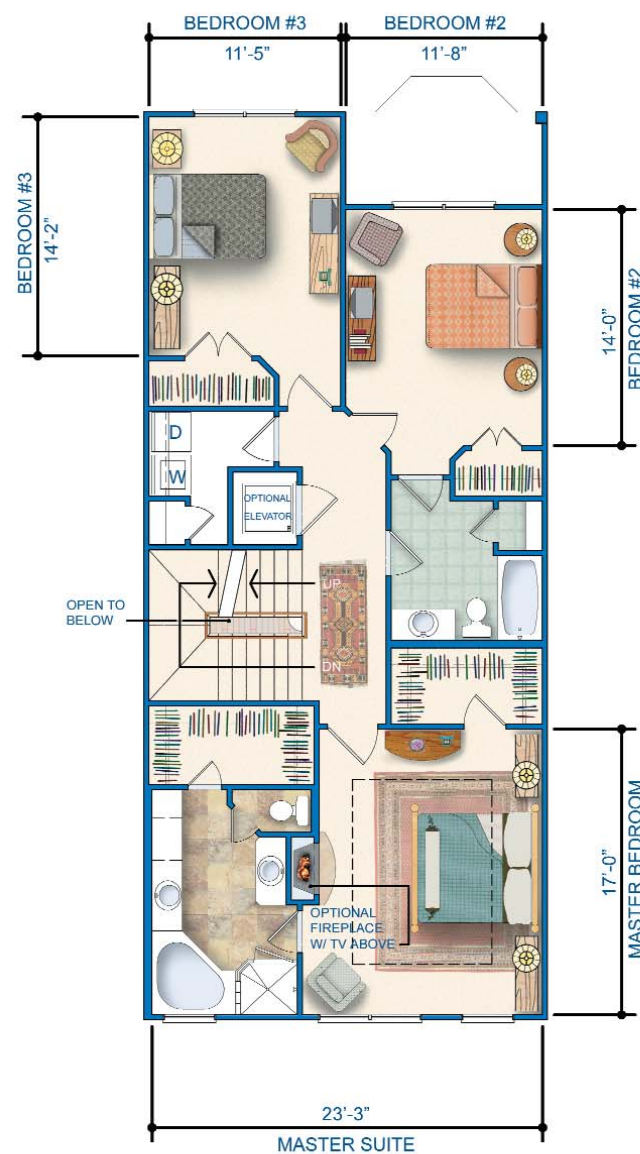 BEDROOM #3
11'-5"
BEDROOM #2
11'-8"
BEDROOM #3
14'-2"
14'-0"
BEDROOM #2
D
W
OPTIONAL
ELEVATOR
OPEN TO
BELOW
UP
DN
OPTIONAL
FIREPLACE
W/ TV ABOVE
17'-0"
MASTER BEDROOM
23'-3"
MASTER SUITE